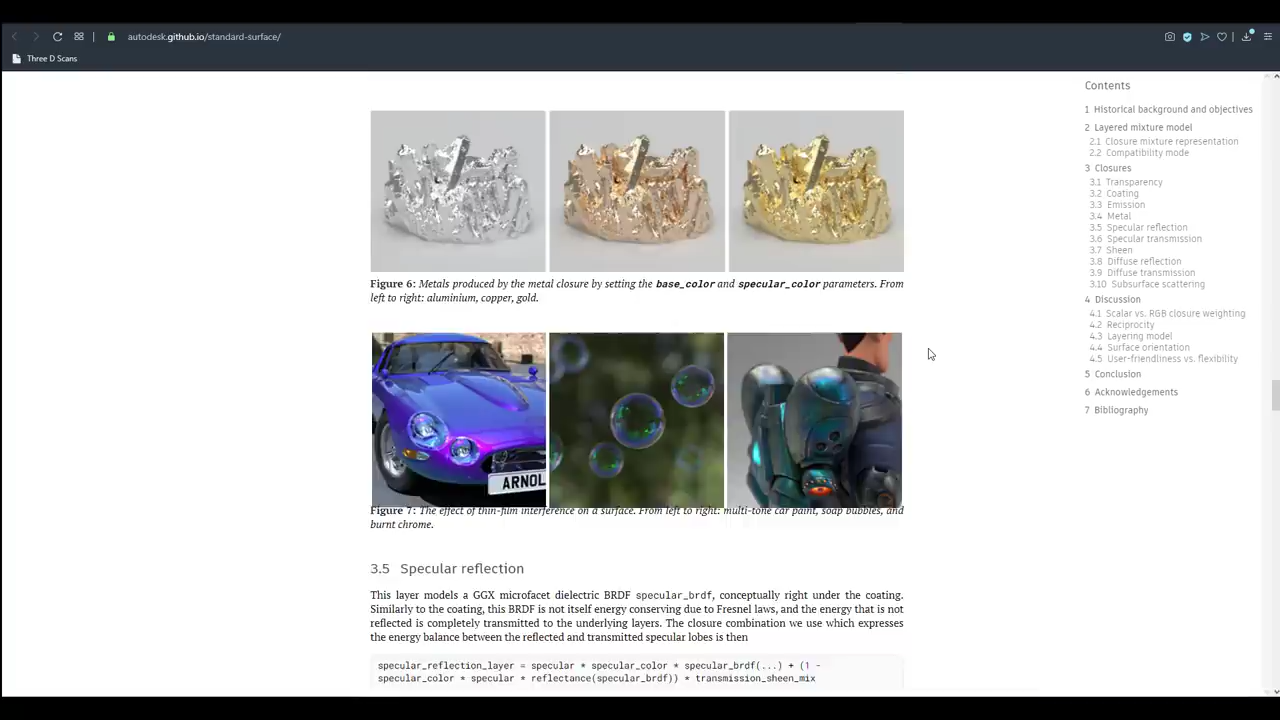 autodesk.github.io/standard-surface/
Three D Scans
Figure 6: Metals produced by the metal closure by setting the base_color and specular_color parameters. From
left to right: aluminium, copper, gold.
ARNOL
Figure 7: The effect of thin-film interference on a surface. From left to right: multi-tone car paint, soap bubbles, and
burnt chrome.
3.5 Specular reflection
This layer models a GGX microfacet dielectric BRDF specular_brdf, conceptually right under the coating.
Similarly to the coating, this BRDF is not itself energy conserving due to Fresnel laws, and the energy that is not
reflected is completely transmitted to the underlying layers. The closure combination we use which expresses
the energy balance between the reflected and transmitted specular lobes is then
specular_reflection_layer = specular * specular_color * specular_brdf(...) + (1 -
specular_color * specular * reflectance(specular_brdf)) * transmission_sheen_mix
Contents
1 Historical background and objectives
2 Layered mixture model
2.1 Closure mixture representation
2.2 Compatibility mode
3 Closures
3.1 Transparency
3.2 Coating
3.3 Emission
3.4 Metal
3.5 Specular reflection
3.6 Specular transmission
3.7 Sheen
3.8 Diffuse reflection
3.9 Diffuse transmission
3.10 Subsurface scattering
4 Discussion
4.1 Scalar vs. RGB closure weighting
4.2 Reciprocity
4.3 Layering model
4.4 Surface orientation
4.5 User-friendliness vs. flexibility
5 Conclusion
6 Acknowledgements
7 Bibliography